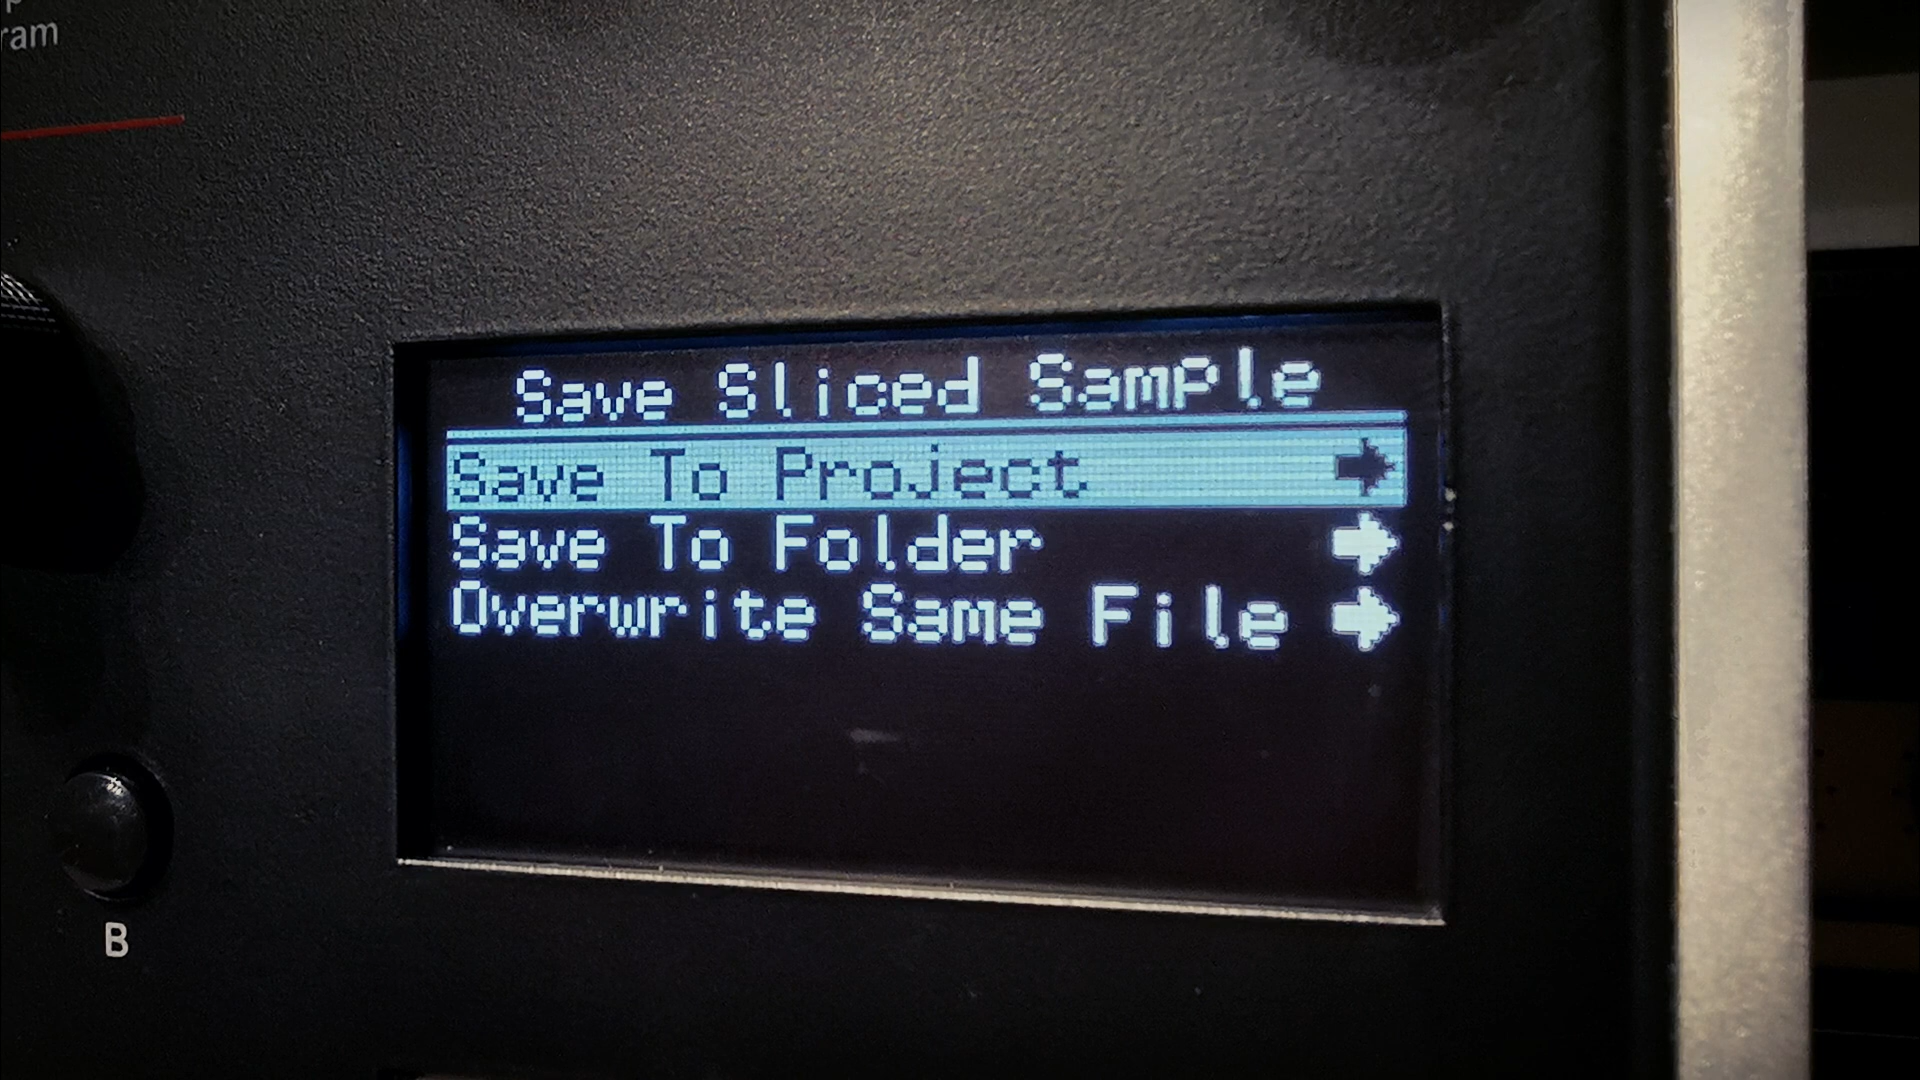 ram
Save Sliced Sample
Save To Project
Save To Folder
Overwrite Same File
B